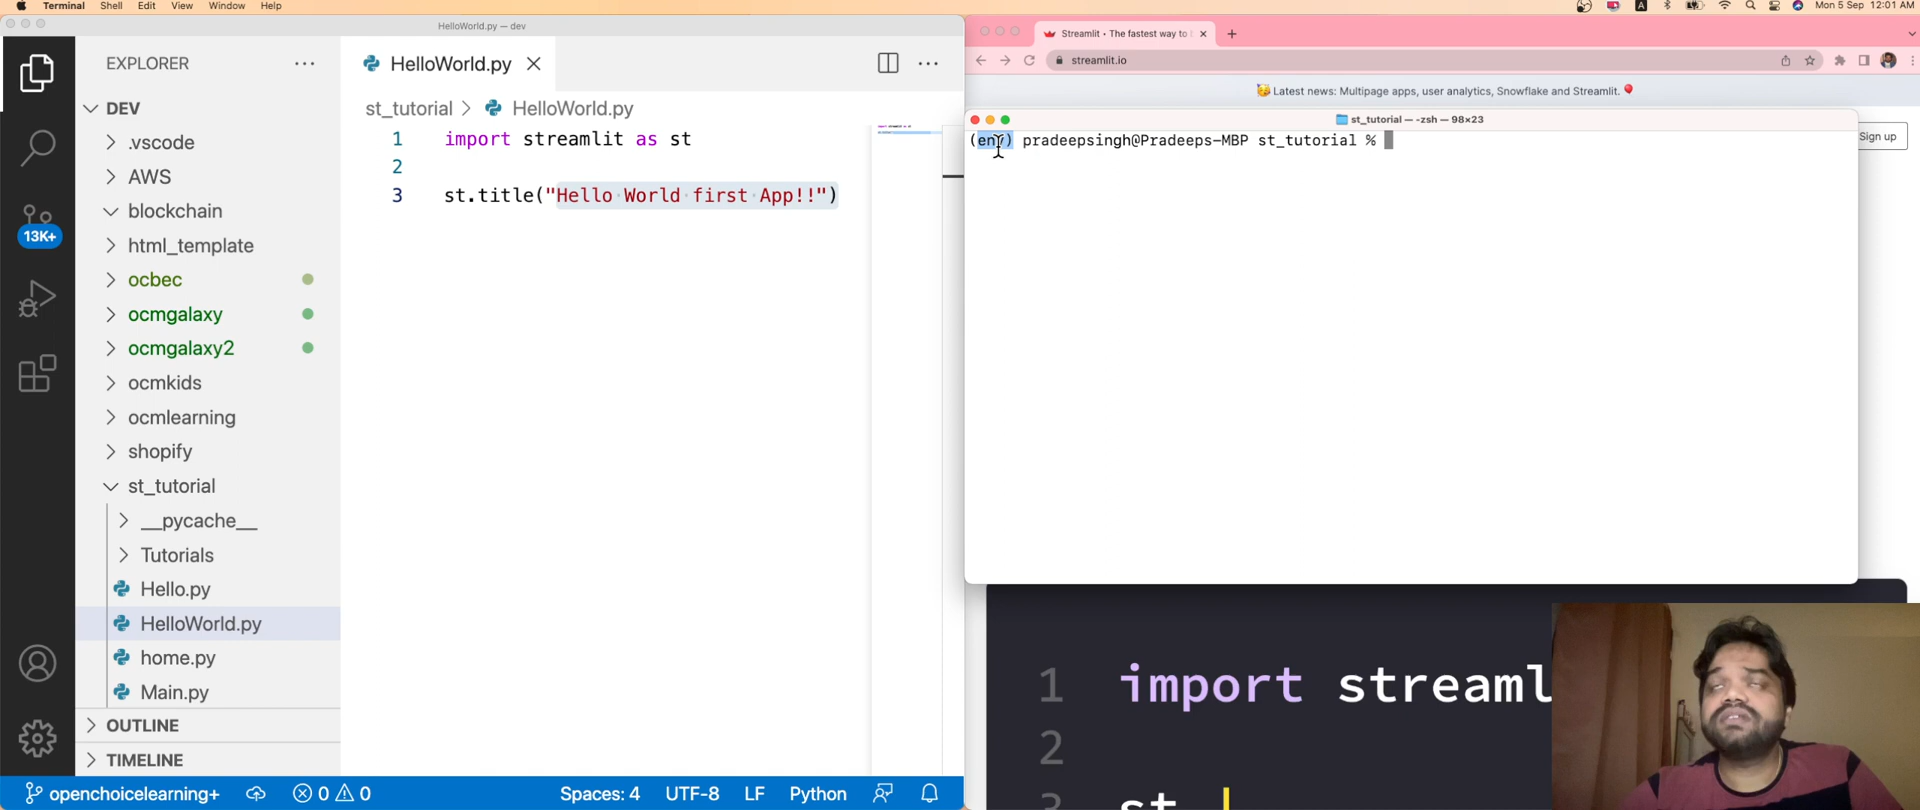 Terminal Shell Edit View Window Help
A
Mon 5 Sep 12:01 AM
HelloWorld.py — dev
EXPLORER
DEV
.vscode
AWS
blockchain
html_template
ocbec
ocmgalaxy
ocmgalaxy2
ocmkids
ocmlearning
shopify
st_tutorial
__pycache__
Tutorials
Hello.py
HelloWorld.py
home.py
Main.py
OUTLINE
TIMELINE
13K+
HelloWorld.py
st_tutorial > HelloWorld.py
1 import streamlit as st
2
3 st.title("Hello World first App!!")
openchoicelearning+ 0 0 Spaces: 4 UTF-8 LF Python
Streamlit • The fastest way to
streamlit.io
Latest news: Multipage apps, user analytics, Snowflake and Streamlit.
Sign up
st_tutorial — -zsh — 98×23
(env) pradeepsingh@Pradeeps-MBP st_tutorial %
1 import streaml
2
3 st.